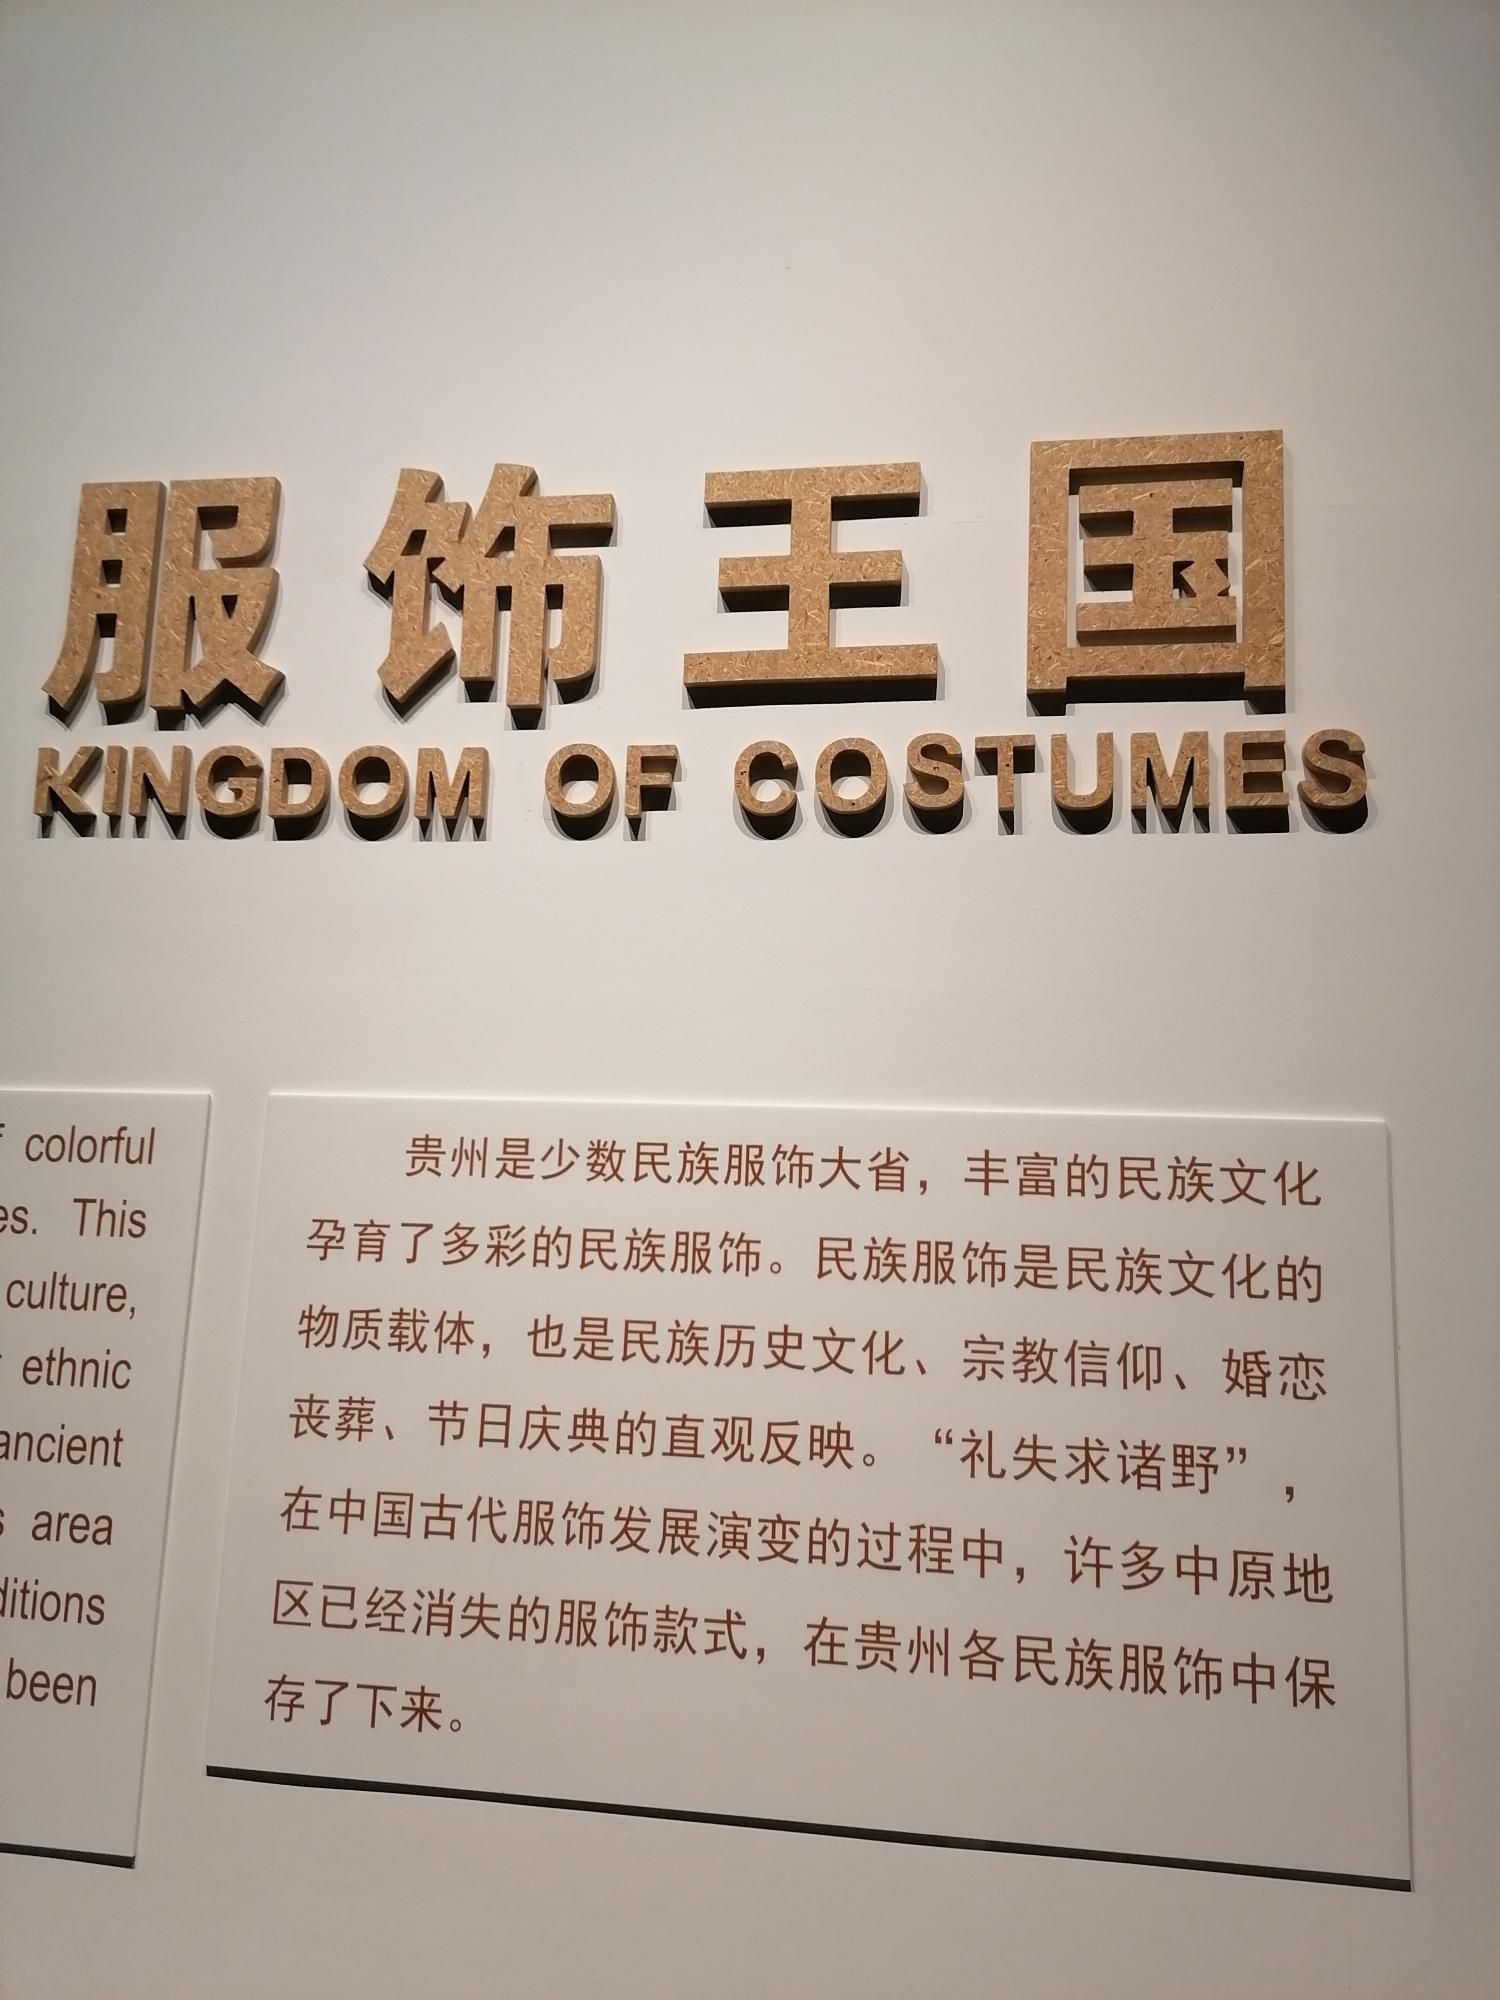 服饰王国
KINGDOM OF COSTUMES
colorful
This
culture,
ethnic
ancient
area
been
贵州是少数民族服饰大省，丰富的民族文化
孕育了多彩的民族服饰。民族服饰是民族文化的
物质载体，也是民族历史文化、宗教信仰、婚恋
丧葬、节日庆典的直观反映。“礼失求诸野”，
在中国古代服饰发展演变的过程中，许多中原地
区已经消失的服饰款式，在贵州各民族服饰中保
存了下来。